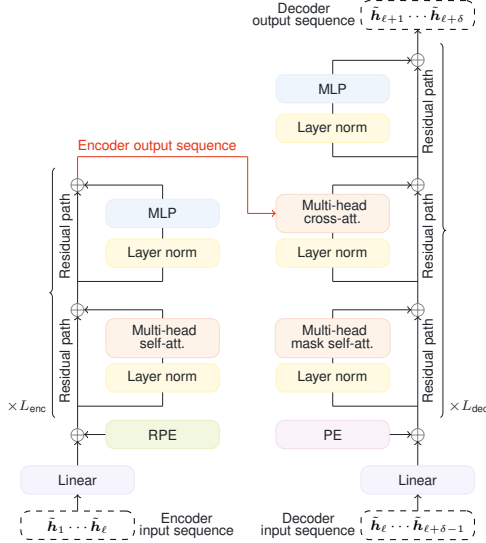 Decoder
output sequence
h̃ℓ+1 ⋯ h̃ℓ+δ
MLP
Layer norm
Residual path
Encoder output sequence
Multi-head
cross-att.
Layer norm
Residual path
MLP
Layer norm
Residual path
Multi-head
self-att.
Layer norm
Residual path
Multi-head
mask self-att.
Layer norm
Residual path
× Lenc
× Ldec
RPE
PE
Linear
Linear
h̃1 ⋯ h̃ℓ
Encoder
input sequence
Decoder
input sequence
h̃ℓ ⋯ h̃ℓ+δ−1